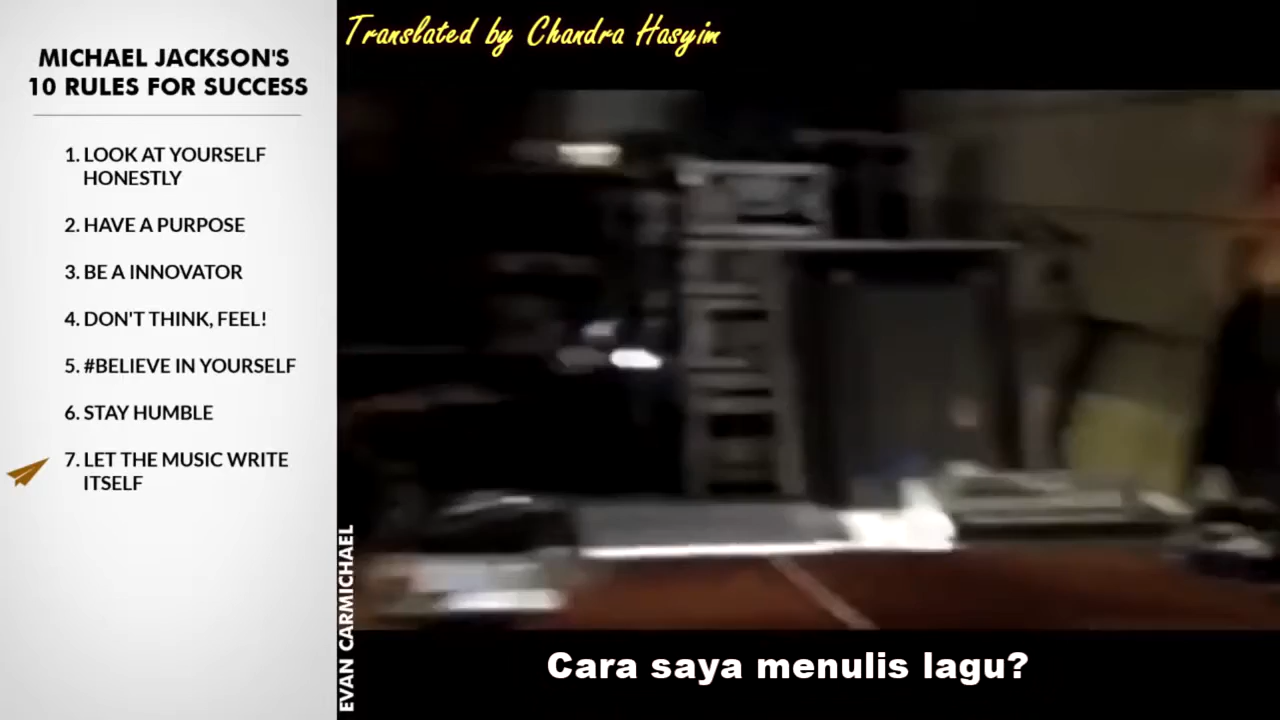 MICHAEL JACKSON'S
10 RULES FOR SUCCESS
1. LOOK AT YOURSELF
HONESTLY
2. HAVE A PURPOSE
3. BE A INNOVATOR
4. DON'T THINK, FEEL!
5. #BELIEVE IN YOURSELF
6. STAY HUMBLE
7. LET THE MUSIC WRITE
ITSELF
Translated by Chandra Hasyim
EVAN CARMICHAEL
Cara saya menulis lagu?